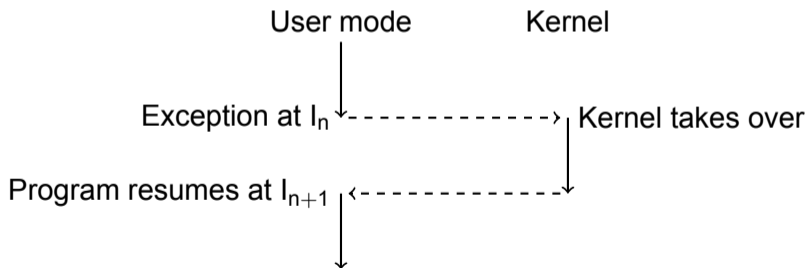 User mode Kernel
Exception at Iₙ Kernel takes over
Program resumes at Iₙ₊₁